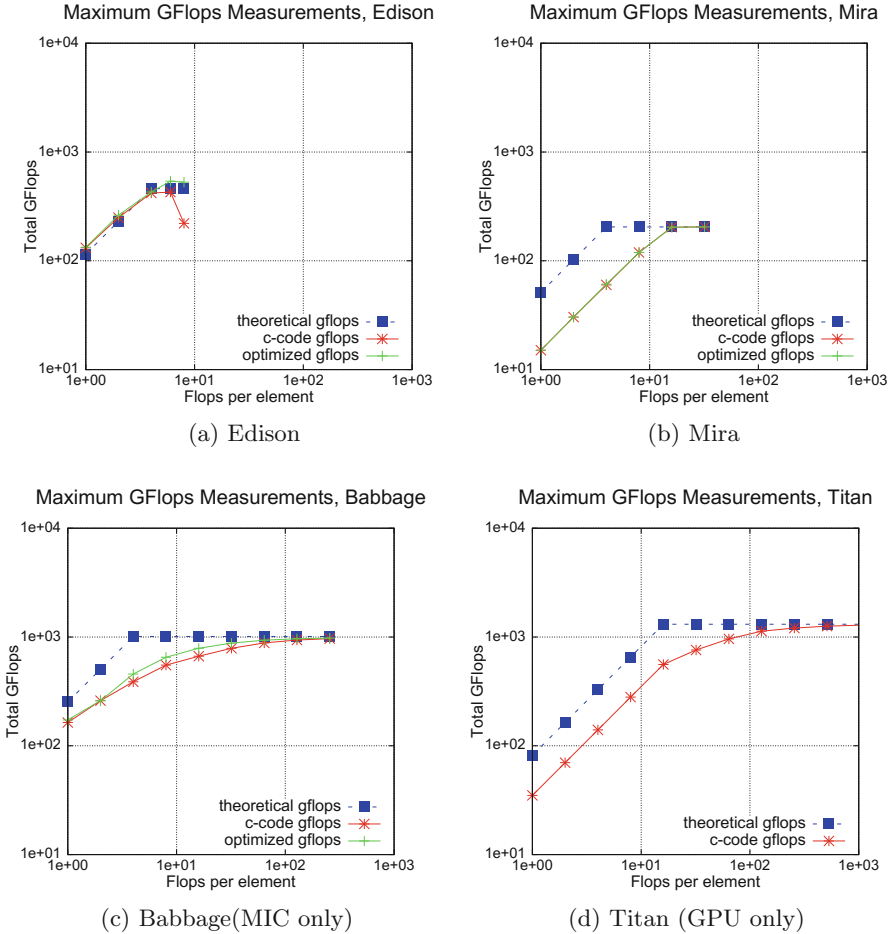 Maximum GFlops Measurements, Edison
1e+04
1e+03
1e+02
1e+01
Total GFlops
theoretical gflops
c-code gflops
optimized gflops
1e+00 1e+01 1e+02 1e+03
Flops per element
(a) Edison
Maximum GFlops Measurements, Mira
1e+04
1e+03
1e+02
1e+01
Total GFlops
theoretical gflops
c-code gflops
optimized gflops
1e+00 1e+01 1e+02 1e+03
Flops per element
(b) Mira
Maximum GFlops Measurements, Babbage
1e+04
1e+03
1e+02
1e+01
Total GFlops
theoretical gflops
c-code gflops
optimized gflops
1e+00 1e+01 1e+02 1e+03
Flops per element
(c) Babbage(MIC only)
Maximum GFlops Measurements, Titan
1e+04
1e+03
1e+02
1e+01
Total GFlops
theoretical gflops
c-code gflops
1e+00 1e+01 1e+02 1e+03
Flops per element
(d) Titan (GPU only)